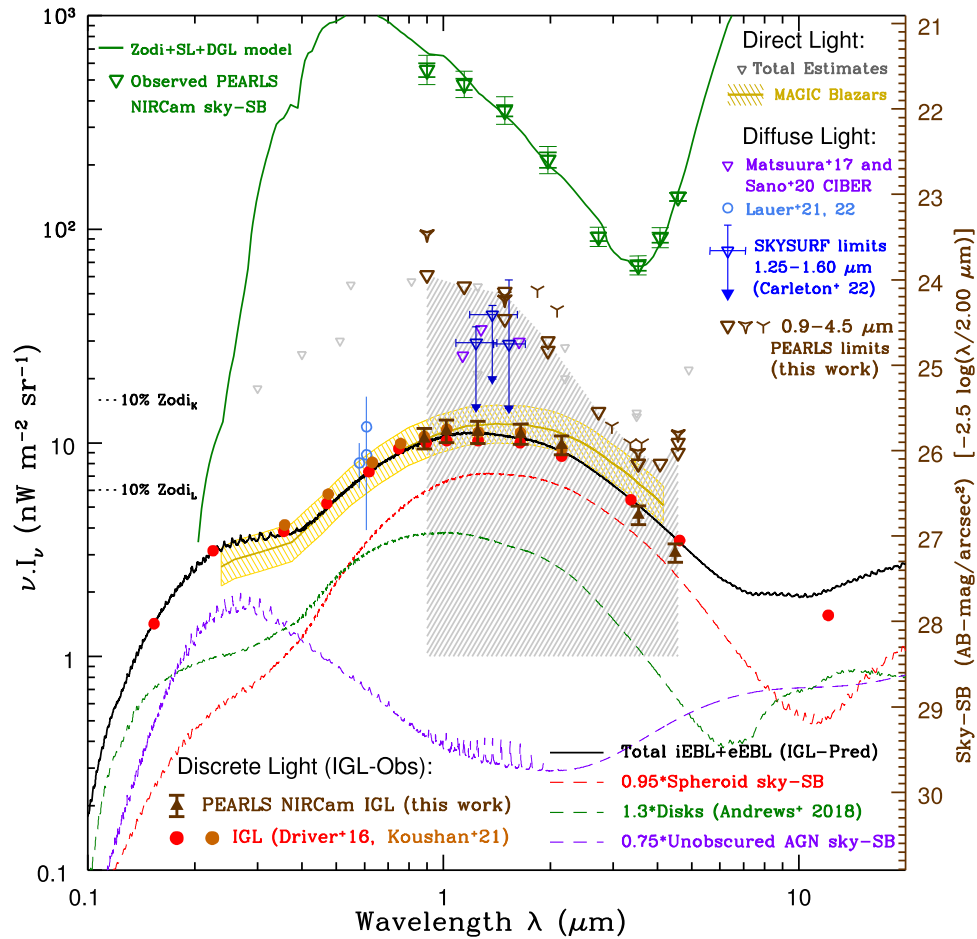 10³
10²
10
1
0.1
ν.Iν (nW m⁻² sr⁻¹)
Zodi+SL+DGL model
Observed PEARLS
NIRCam sky-SB
10% ZodiK
10% ZodiL
Direct Light:
Total Estimates
MAGIC Blazars
Diffuse Light:
Matsuura⁺17 and
Sano⁺20 CIBER
Lauer⁺21, 22
SKYSURF limits
1.25-1.60 μm
(Carleton⁺ 22)
0.9-4.5 μm
PEARLS limits
(this work)
Discrete Light (IGL-Obs):
PEARLS NIRCam IGL (this work)
IGL (Driver⁺16, Koushan⁺21)
Total iEBL+eEBL (IGL-Pred)
0.95*Spheroid sky-SB
1.3*Disks (Andrews⁺ 2018)
0.75*Unobscured AGN sky-SB
0.1
1
10
Wavelength λ (μm)
21
22
23
24
25
26
27
28
29
30
Sky-SB (AB-mag/arcsec²) [-2.5 log(λ/2.00 μm)]